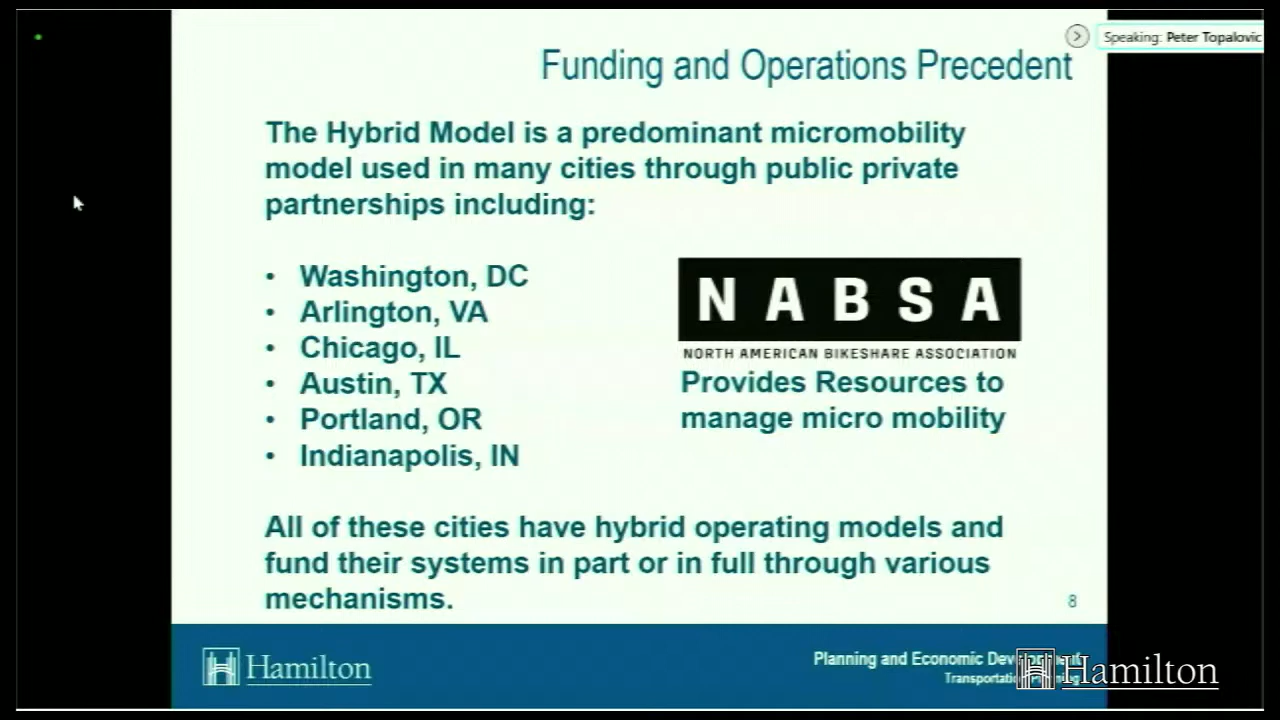 Speaking: Peter Topalovic
Funding and Operations Precedent
The Hybrid Model is a predominant micromobility
model used in many cities through public private
partnerships including:
• Washington, DC
• Arlington, VA
• Chicago, IL
• Austin, TX
• Portland, OR
• Indianapolis, IN
NABSA
NORTH AMERICAN BIKESHARE ASSOCIATION
Provides Resources to
manage micro mobility
All of these cities have hybrid operating models and
fund their systems in part or in full through various
mechanisms.
8
Hamilton
Planning and Economic
Hamilton